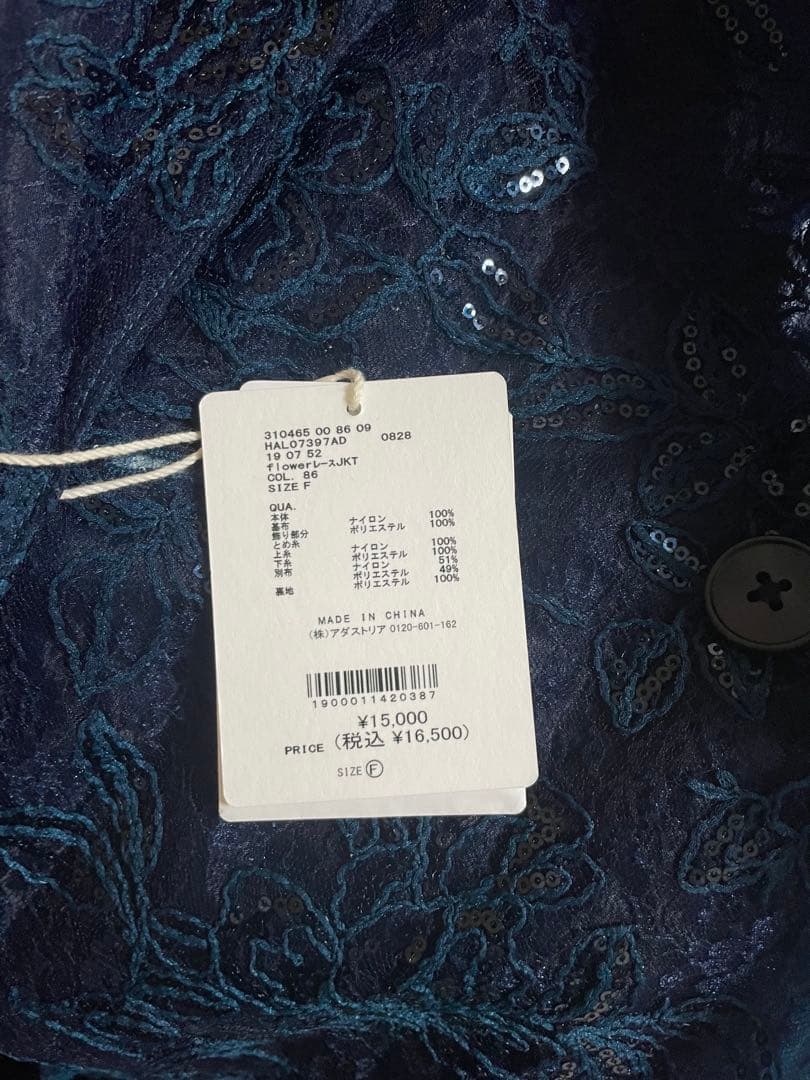 310465 00 86 09
HAL07397AD 0828
19 07 52
flowerレースJKT
COL. 86
SIZE F
QUA.
本体
基布 ナイロン 100%
飾り部分 ポリエステル 100%
とめ糸
上糸 ナイロン 100%
下糸 ポリエステル 100%
別布 ナイロン 51%
ポリエステル 49%
裏地 ポリエステル 100%
MADE IN CHINA
(株)アダストリア 0120-601-162
1900011420387
¥15,000
PRICE (税込 ¥16,500)
SIZE F